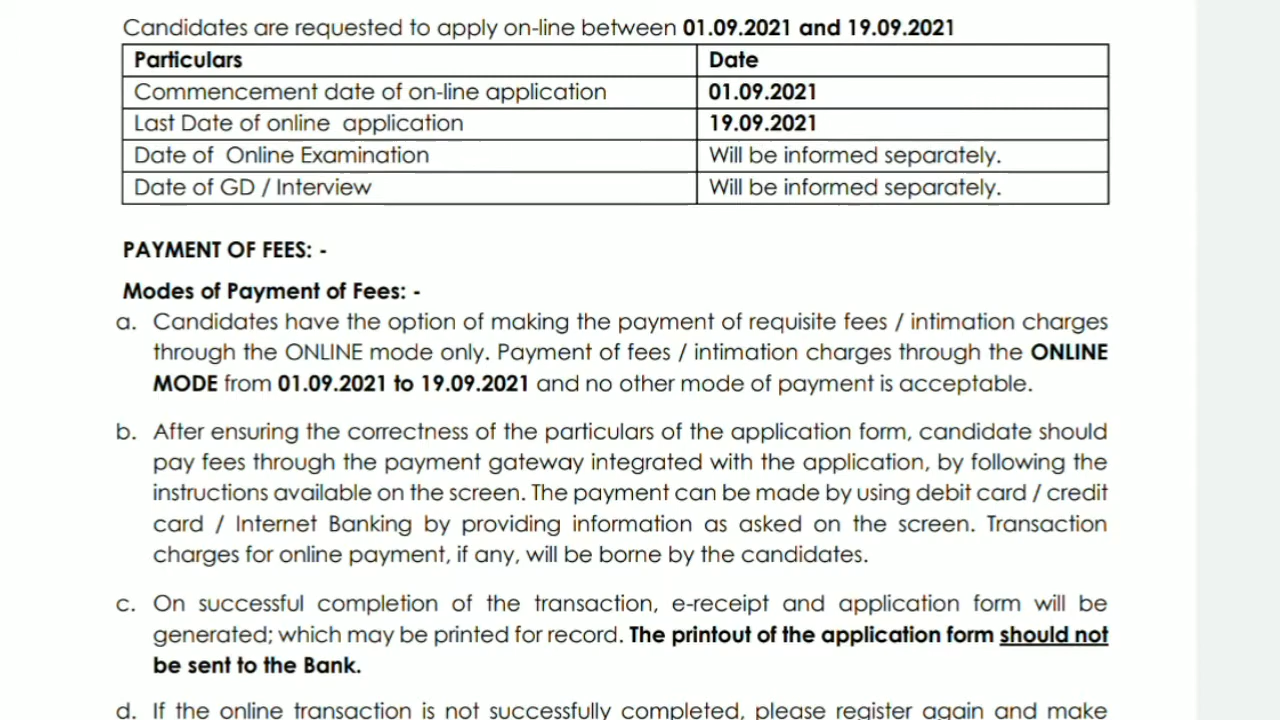 Candidates are requested to apply on-line between 01.09.2021 and 19.09.2021
Particulars Date
Commencement date of on-line application 01.09.2021
Last Date of online application 19.09.2021
Date of Online Examination Will be informed separately.
Date of GD / Interview Will be informed separately.
PAYMENT OF FEES: -
Modes of Payment of Fees: -
a. Candidates have the option of making the payment of requisite fees / intimation charges
through the ONLINE mode only. Payment of fees / intimation charges through the ONLINE
MODE from 01.09.2021 to 19.09.2021 and no other mode of payment is acceptable.
b. After ensuring the correctness of the particulars of the application form, candidate should
pay fees through the payment gateway integrated with the application, by following the
instructions available on the screen. The payment can be made by using debit card / credit
card / Internet Banking by providing information as asked on the screen. Transaction
charges for online payment, if any, will be borne by the candidates.
c. On successful completion of the transaction, e-receipt and application form will be
generated; which may be printed for record. The printout of the application form should not
be sent to the Bank.
d. If the online transaction is not successfully completed, please register again and make